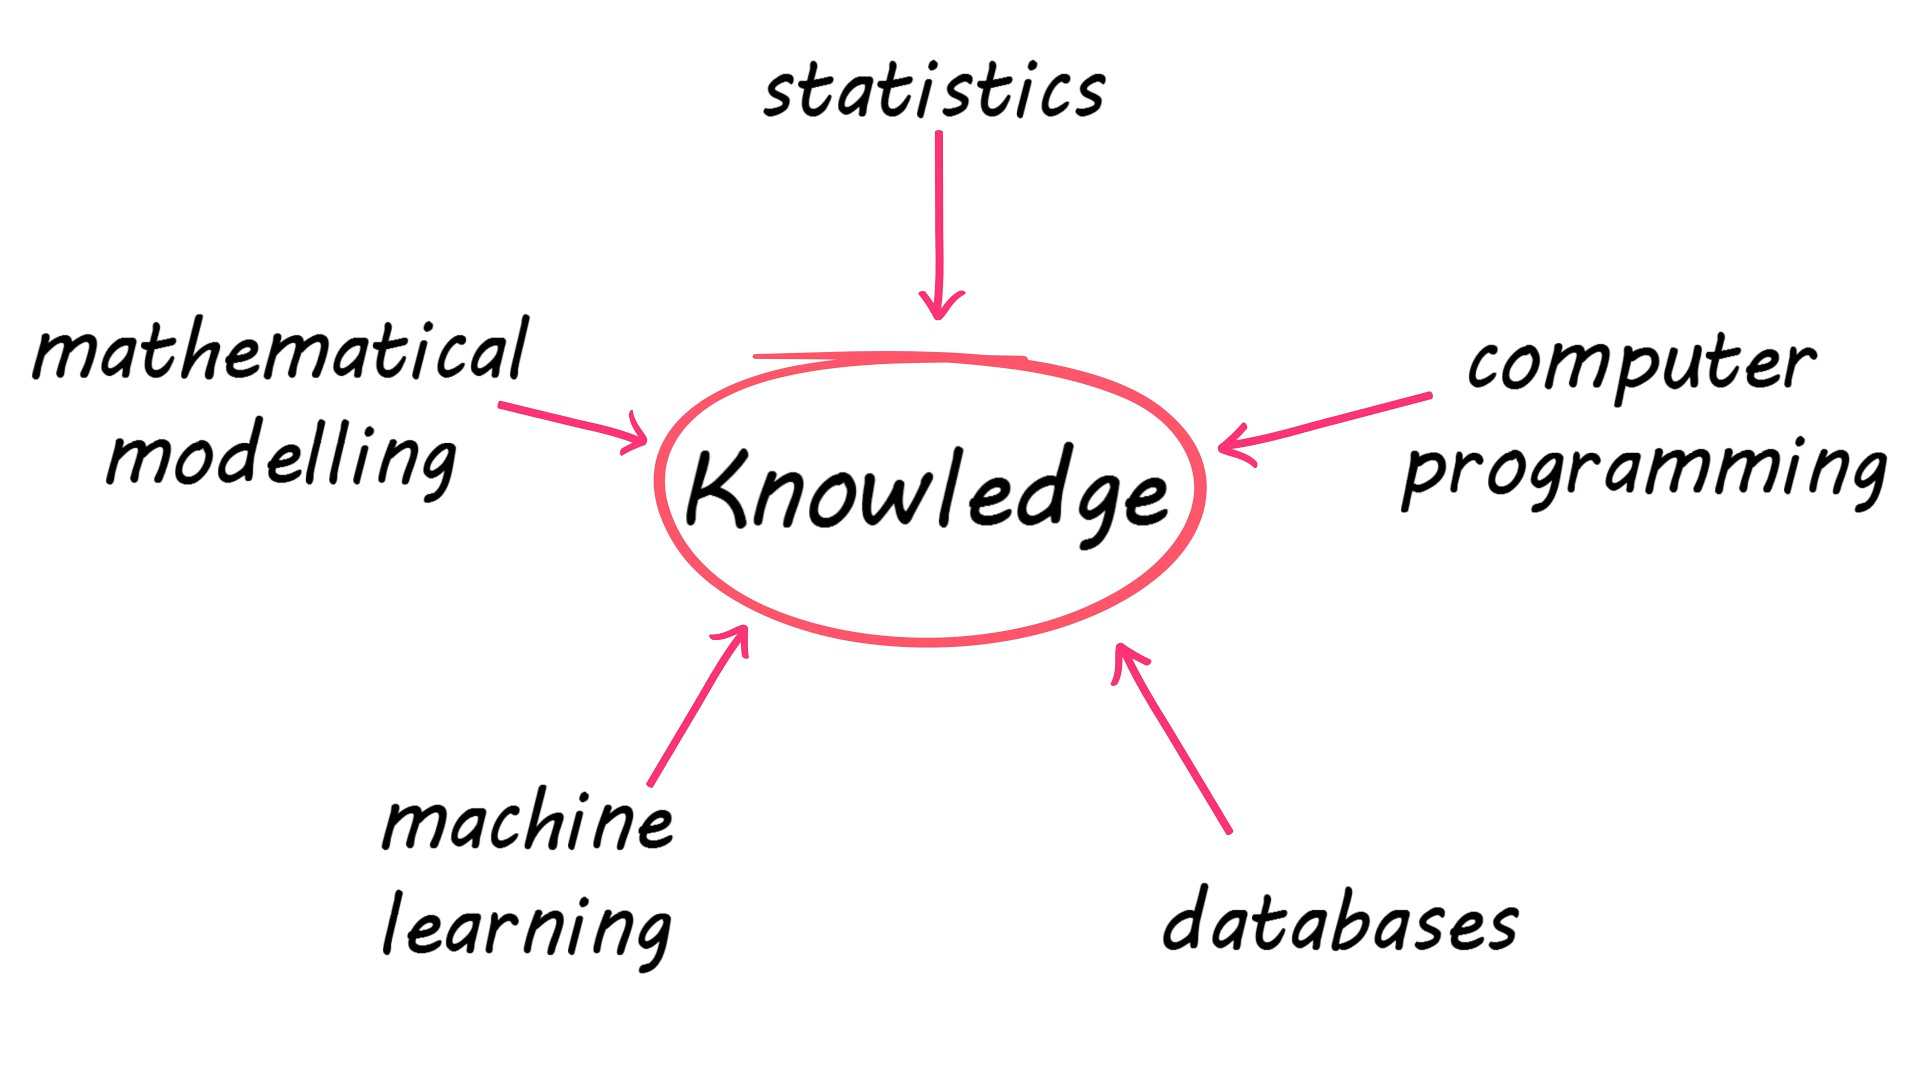 statistics
mathematical
modelling
computer
programming
Knowledge
machine
learning
databases